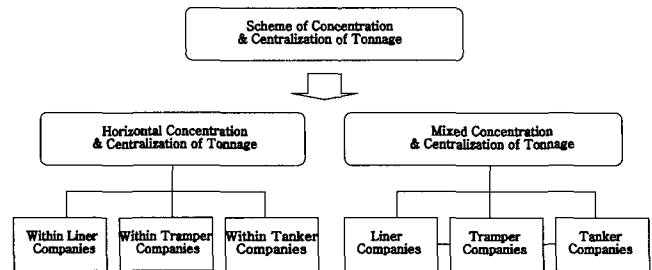 Scheme of Concentration
& Centralization of Tonnage
Horizontal Concentration
& Centralization of Tonnage
Mixed Concentration
& Centralization of Tonnage
Within Liner
Companies
Within Tramper
Companies
Within Tanker
Companies
Liner
Companies
Tramper
Companies
Tanker
Companies